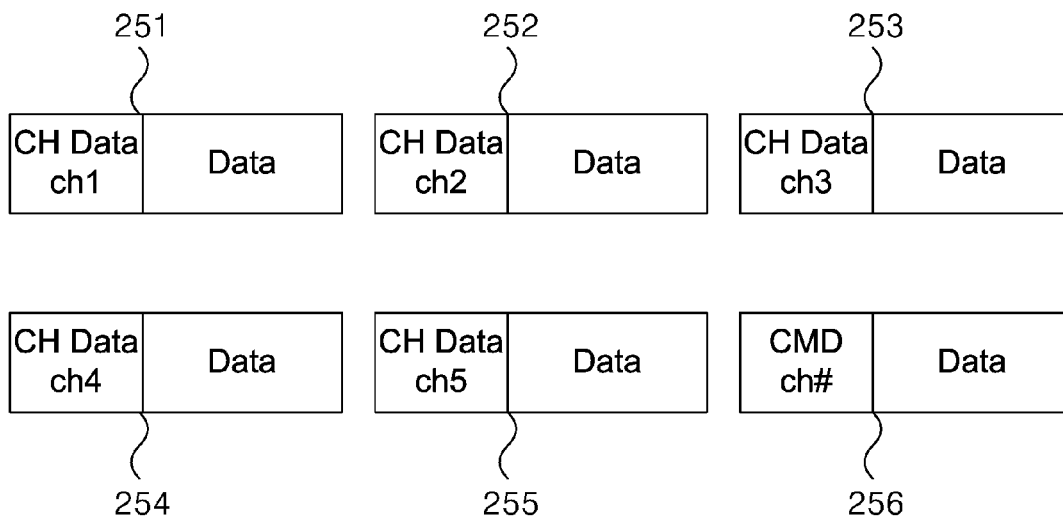 251 252 253
CH Data
ch1
Data
CH Data
ch2
Data
CH Data
ch3
Data
CH Data
ch4
Data
CH Data
ch5
Data
CMD
ch#
Data
254 255 256